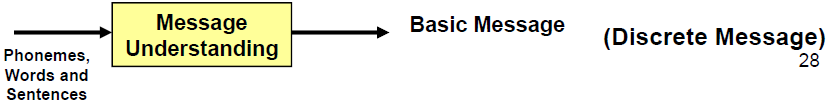 Phonemes,
Words and
Sentences
Message
Understanding
Basic Message
(Discrete Message)
28